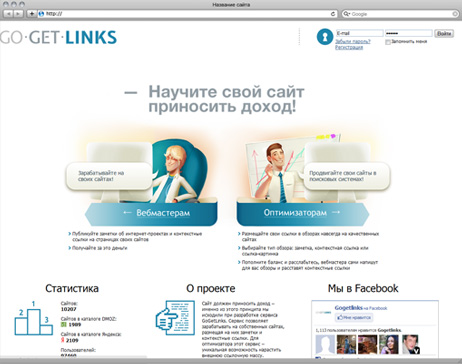 Название сайта
http://
Google
GO·GET·LINKS
E-mail
Войти
Забыли пароль?
Запомнить меня
Регистрация
— Научите свой сайт
приносить доход!
Зарабатывайте на
своих сайтах!
Продвигайте свои сайты в
поисковых системах!
← Вебмастерам
Оптимизаторам →
Публикуйте заметки об интернет-проектах и контекстные
ссылки на страницах своих сайтов
Получайте за это деньги
Размещайте свои ссылки в обзорах навсегда на качественных
сайтах
Выбирайте тип обзора: заметка, контекстная ссылка или
ссылка-картинка
Пополните баланс и расслабьтесь, вебмастера сами напишут
для вас обзоры и расставят контекстные ссылки
Статистика
Сайтов:
10207
Сайтов в каталоге DMOZ:
1989
Сайтов в каталоге Яндекса:
2109
Пользователей:
О проекте
Сайт должен приносить доход —
именно из этого принципа мы
исходили при разработке сервиса
GoGetLinks. Сервис позволяет
зарабатывать на собственных сайтах,
размещая на них заметки или
контекстные ссылки. Для
оптимизатора этот сервис —
уникальная возможность нарастить
внешнюю ссылочную массу.
Мы в Facebook
Gogetlinks на Facebook
Мне нравится
пользователям нравится Gogetlinks